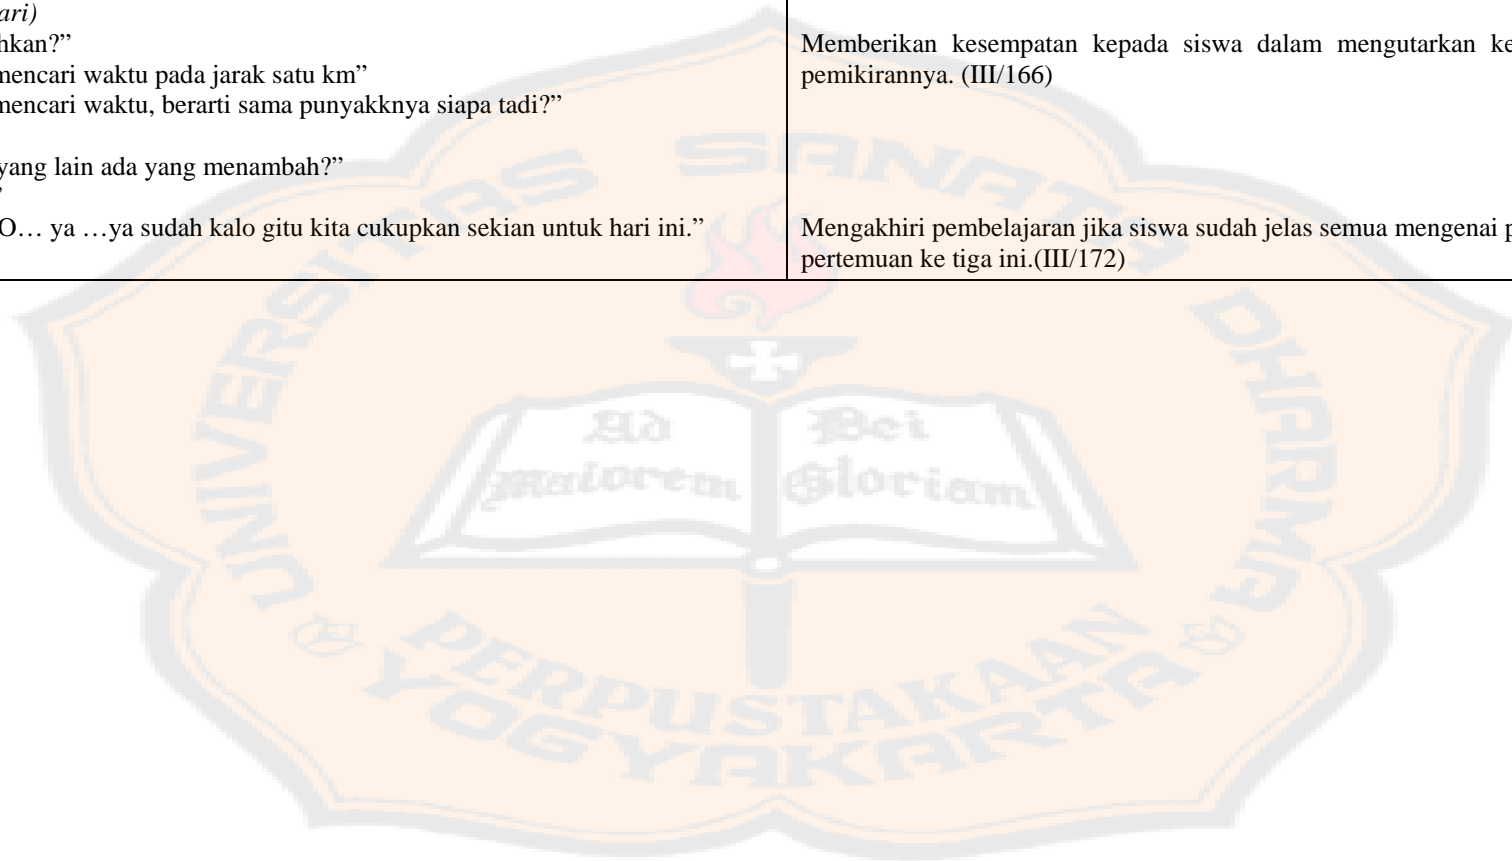 ari)
hkan?”
mencari waktu pada jarak satu km”
mencari waktu, berarti sama punyakknya siapa tadi?”
yang lain ada yang menambah?”
”
O… ya …ya sudah kalo gitu kita cukupkan sekian untuk hari ini.”
Memberikan kesempatan kepada siswa dalam mengutarkan ke
pemikirannya. (III/166)
Mengakhiri pembelajaran jika siswa sudah jelas semua mengenai p
pertemuan ke tiga ini.(III/172)
UNIVERSITAS SANATA DHARMA
Ad Maiorem
Dei Gloriam
PERPUSTAKAAN
YOGYAKARTA